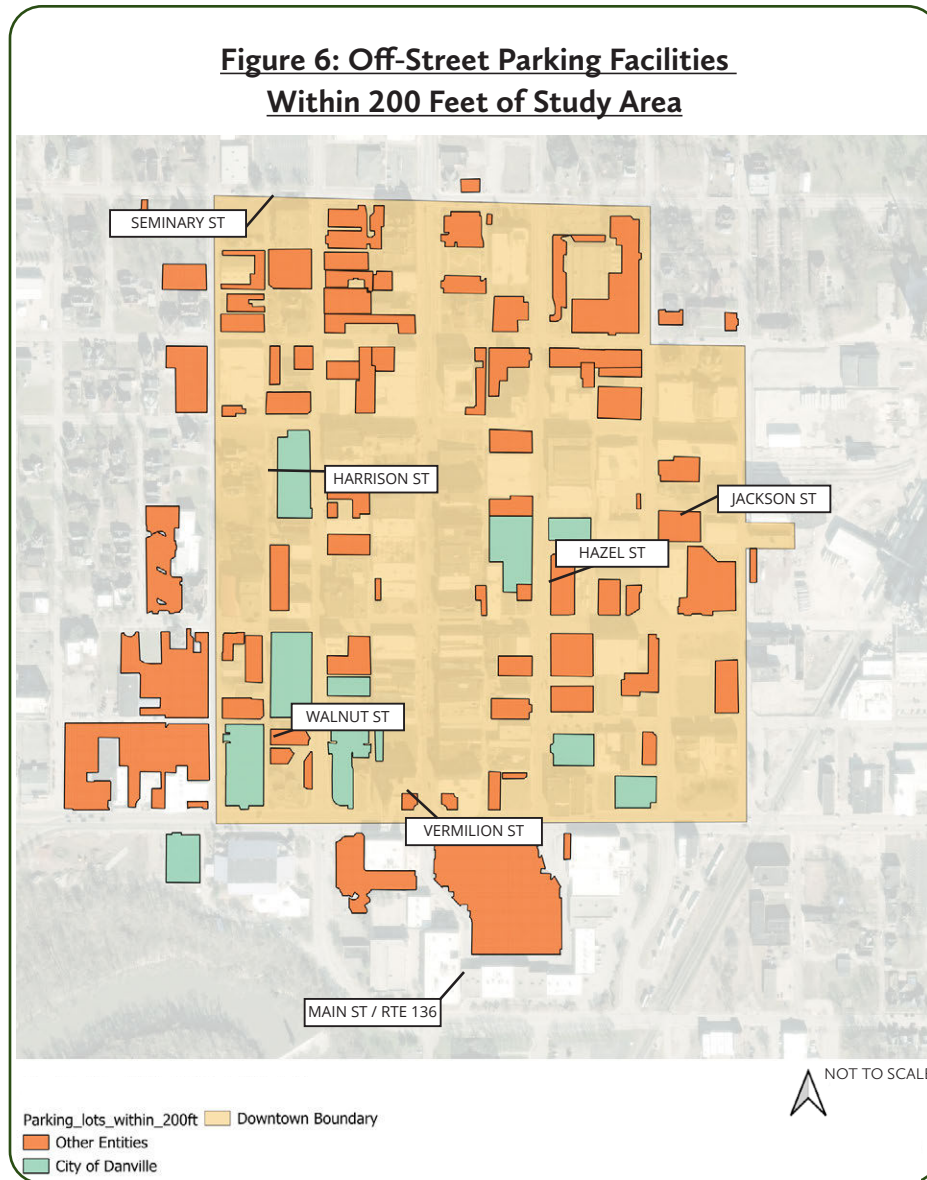 Figure 6: Off-Street Parking Facilities
Within 200 Feet of Study Area
SEMINARY ST
HARRISON ST
JACKSON ST
HAZEL ST
WALNUT ST
VERMILION ST
MAIN ST / RTE 136
NOT TO SCALE
Parking_lots_within_200ft
Downtown Boundary
Other Entities
City of Danville